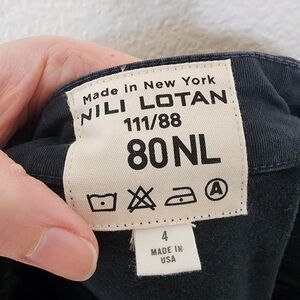 Made in New York
NILI LOTAN
111/88
80NL
A
4
MADE IN
USA